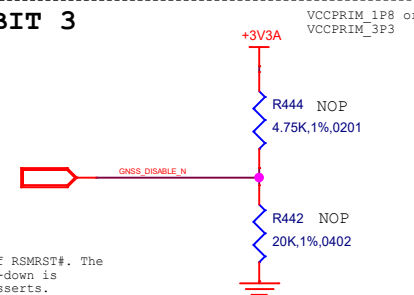 BIT 3
VCCPRIM_1P8 or
VCCPRIM_3P3
+3V3A
R444 NOP
4.75K,1%,0201
GNSS_DISABLE_N
R442 NOP
20K,1%,0402
RSMRST#. The
-down is
sserts.